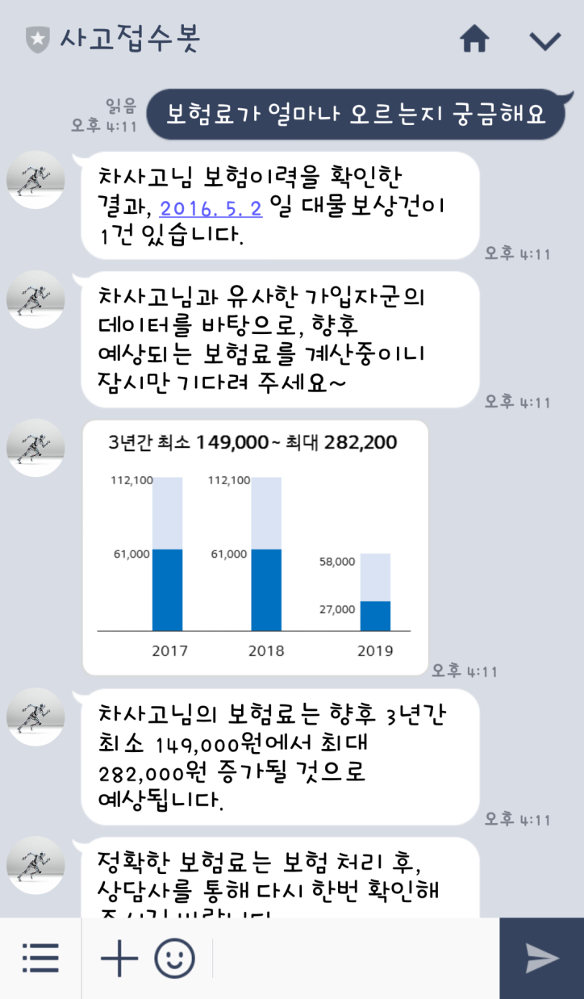 사고접수봇
읽음
오후 4:11
보험료가 얼마나 오르는지 궁금해요
차사고님 보험이력을 확인한
결과, 2016. 5. 2 일 대물보상건이
1건 있습니다.
오후 4:11
차사고님과 유사한 가입자군의
데이터를 바탕으로, 향후
예상되는 보험료를 계산중이니
잠시만 기다려 주세요~
오후 4:11
3년간 최소 149,000 ~ 최대 282,200
112,100
112,100
61,000
61,000
58,000
27,000
2017
2018
2019
오후 4:11
차사고님의 보험료는 향후 3년간
최소 149,000원에서 최대
282,000원 증가될 것으로
예상됩니다.
오후 4:11
정확한 보험료는 보험 처리 후,
상담사를 통해 다시 한번 확인해